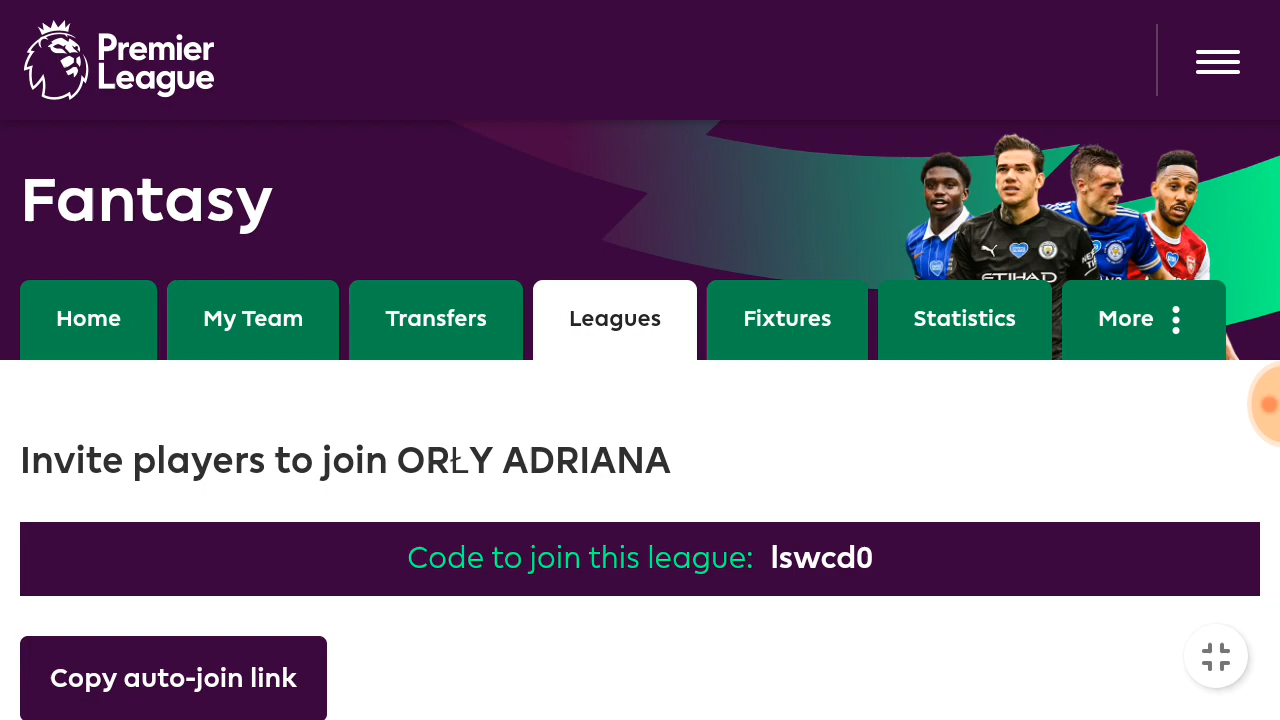 Premier
League
Fantasy
ETIHAD
Home
My Team
Transfers
Leagues
Fixtures
Statistics
More
Invite players to join ORŁY ADRIANA
Code to join this league: lswcd0
Copy auto-join link